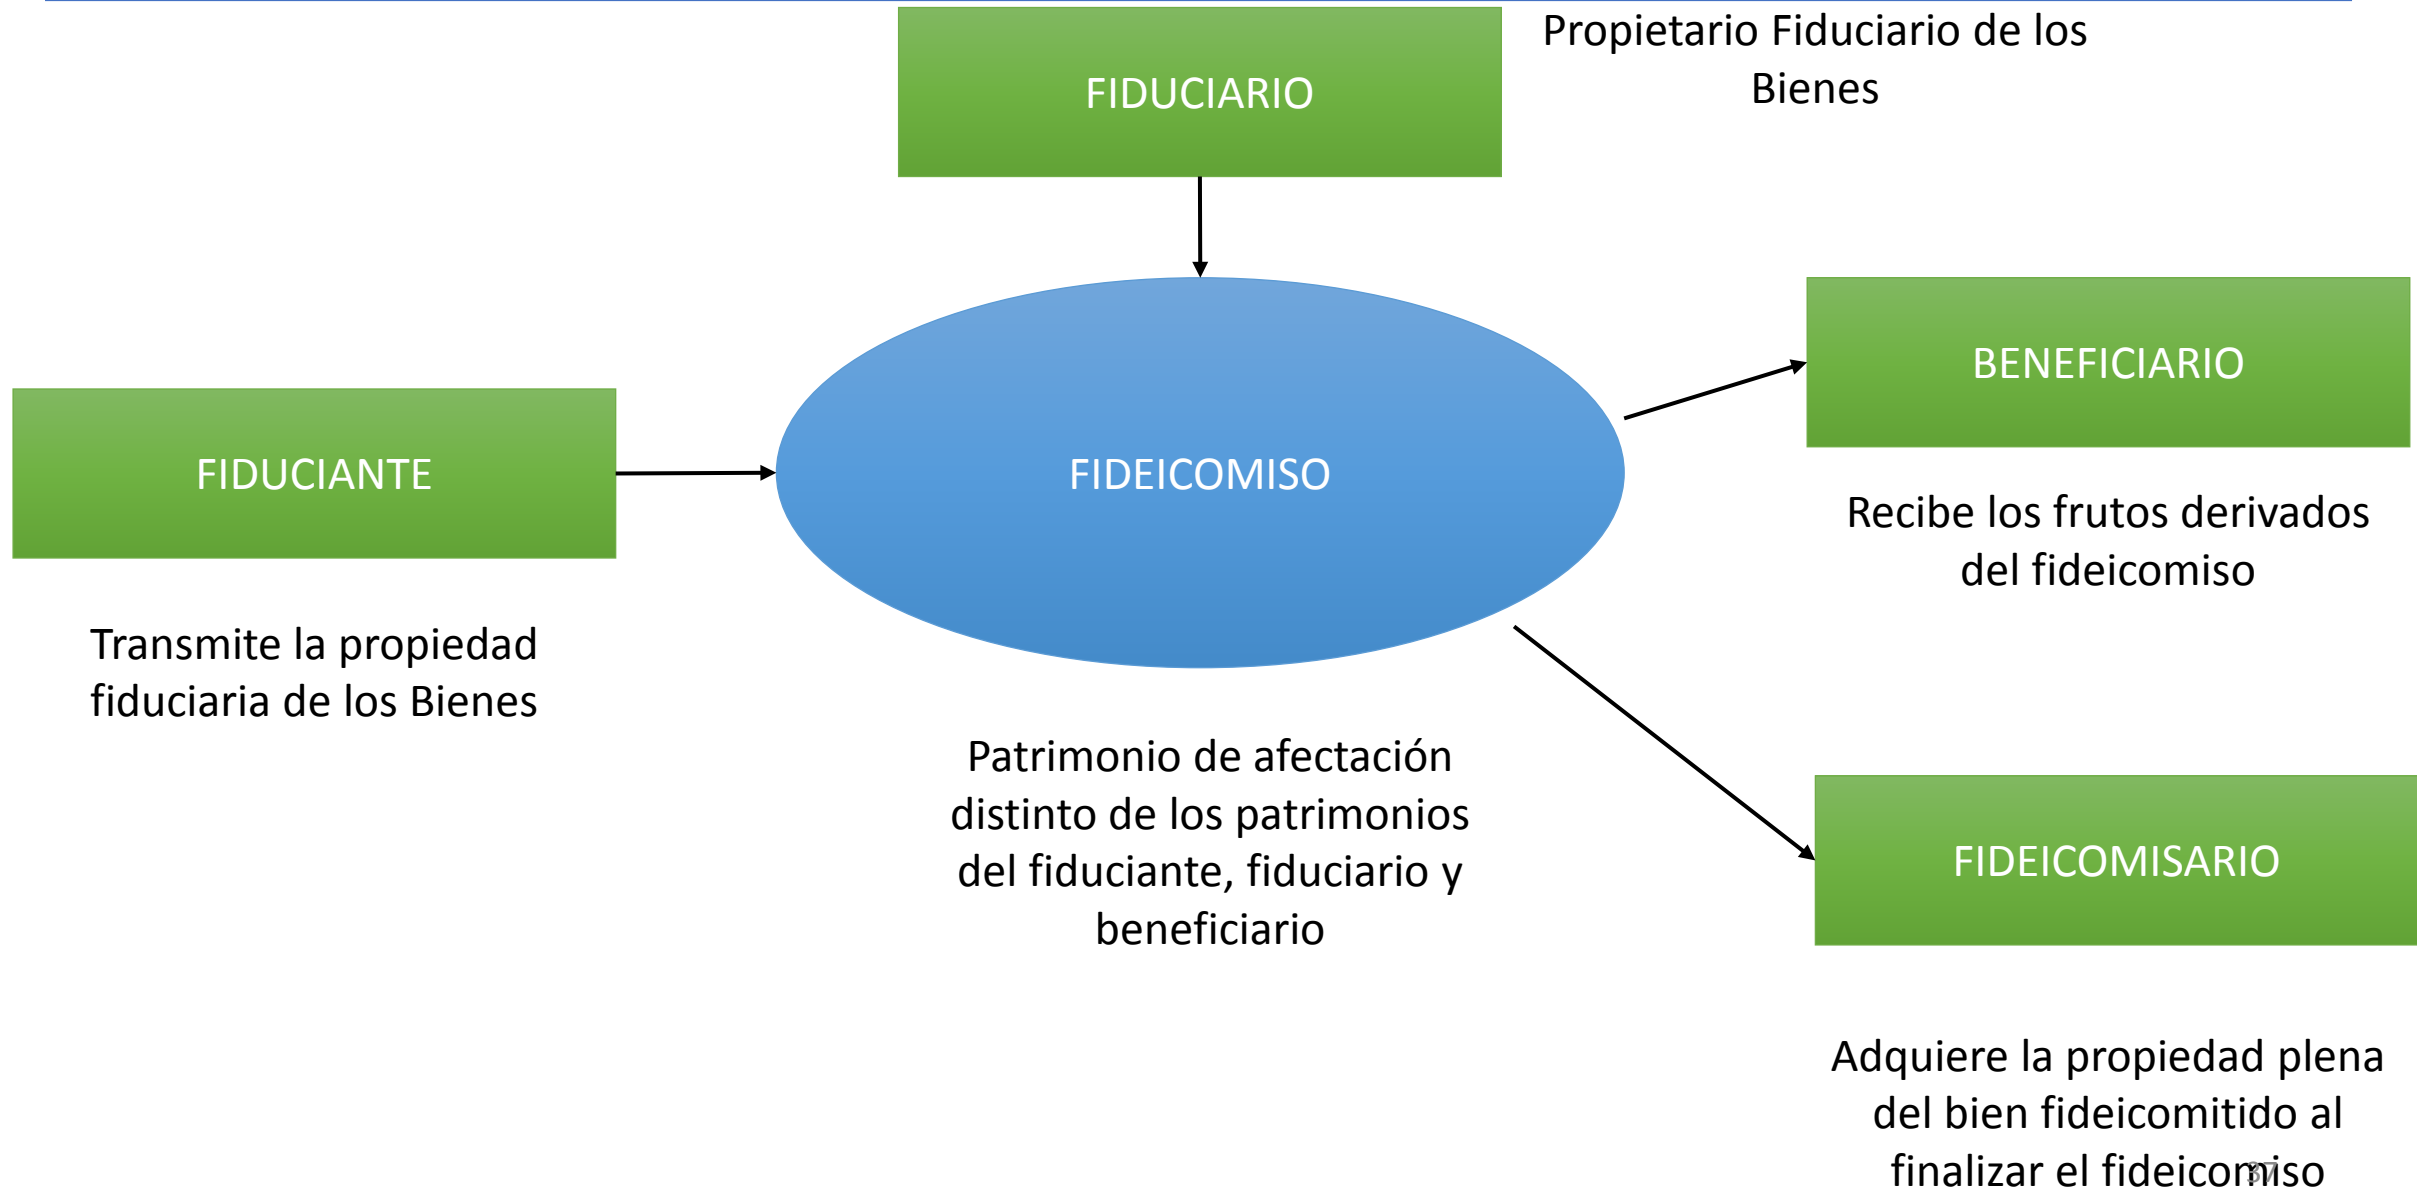 FIDUCIARIO
Propietario Fiduciario de los
Bienes
FIDUCIANTE
Transmite la propiedad
fiduciaria de los Bienes
FIDEICOMISO
Patrimonio de afectación
distinto de los patrimonios
del fiduciante, fiduciario y
beneficiario
BENEFICIARIO
Recibe los frutos derivados
del fideicomiso
FIDEICOMISARIO
Adquiere la propiedad plena
del bien fideicomitido al
finalizar el fideicomiso
37